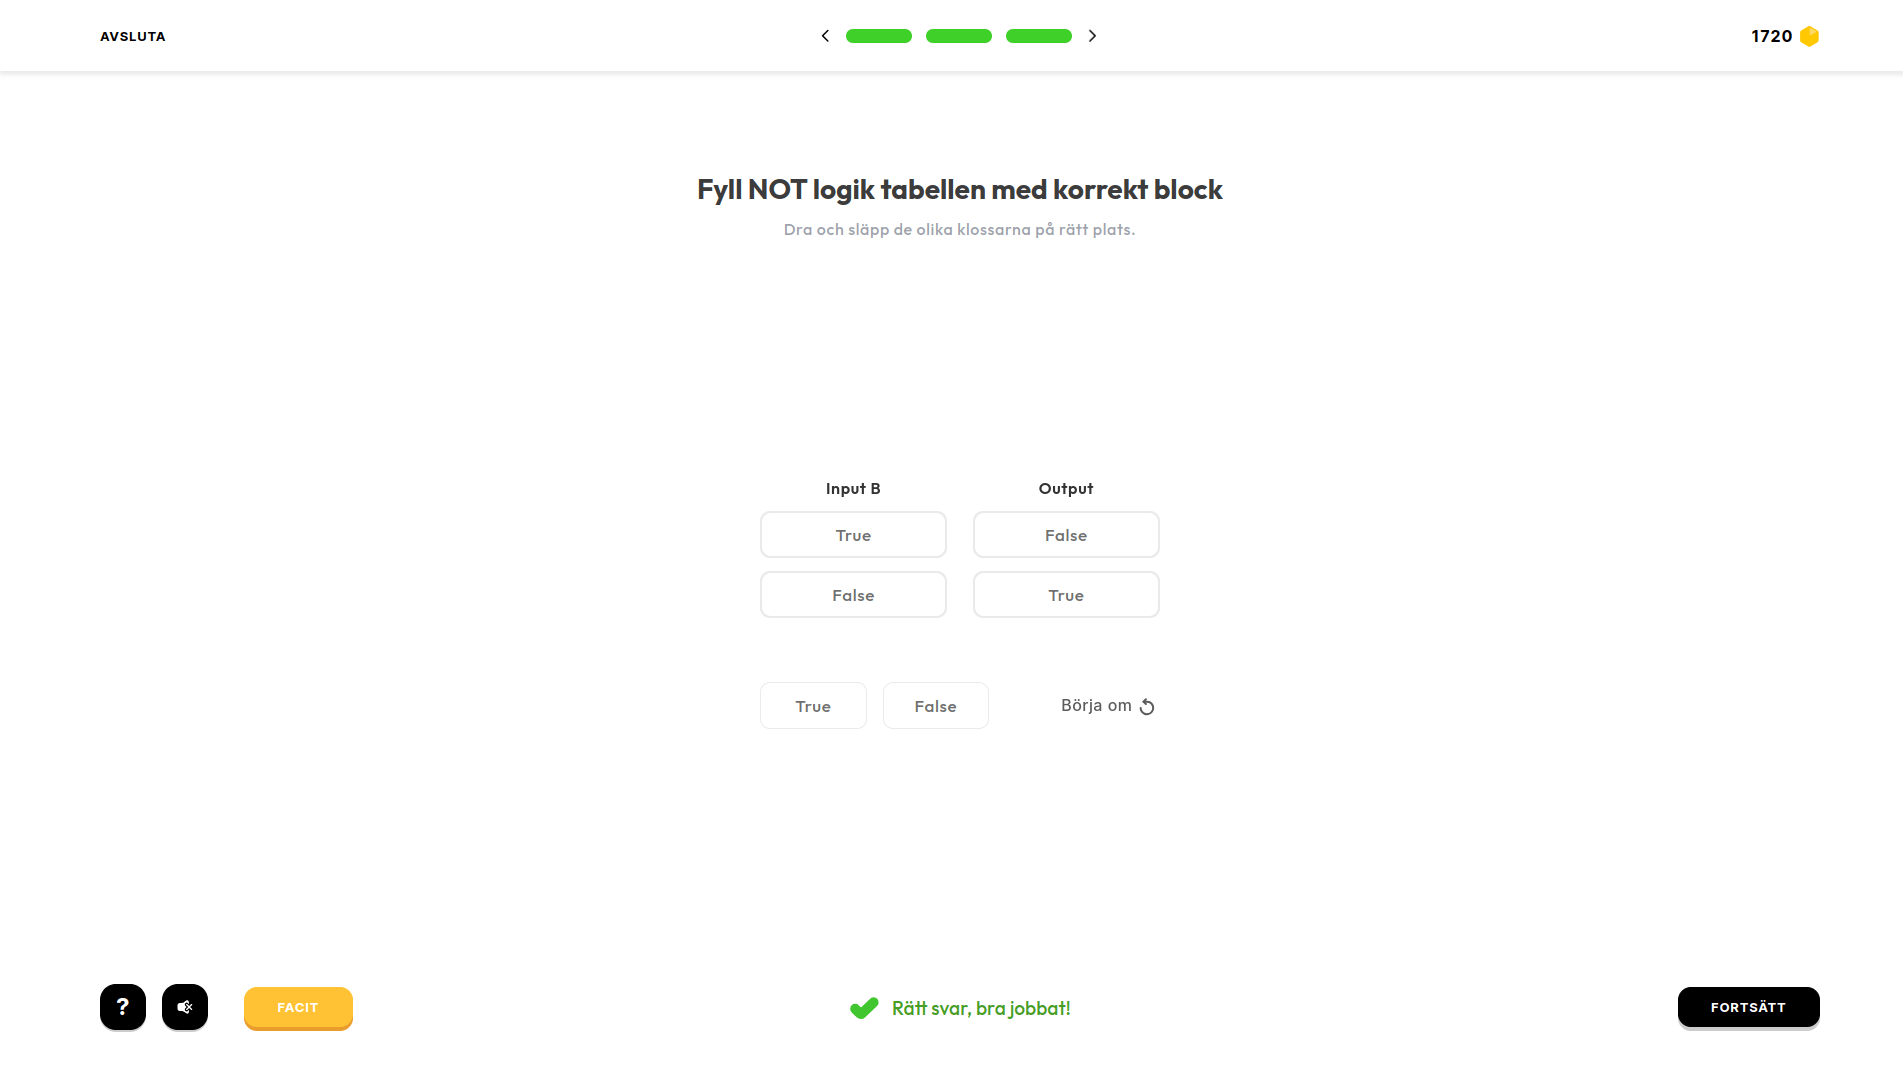 AVSLUTA
1720
Fyll NOT logik tabellen med korrekt block
Dra och släpp de olika klossarna på rätt plats.
Input B Output
True False
False True
True False Börja om
? FACIT Rätt svar, bra jobbat! FORTSÄTT